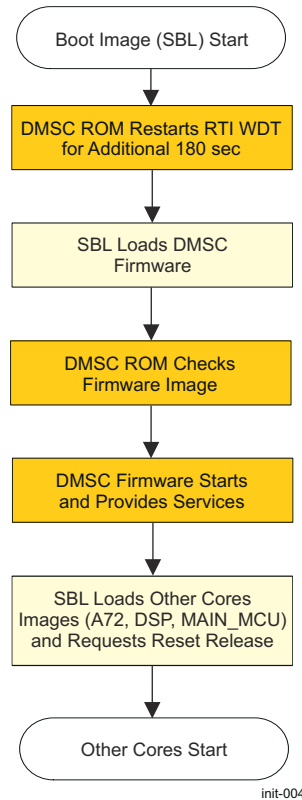 Boot Image (SBL) Start
DMSC ROM Restarts RTI WDT
for Additional 180 sec
SBL Loads DMSC
Firmware
DMSC ROM Checks
Firmware Image
DMSC Firmware Starts
and Provides Services
SBL Loads Other Cores
Images (A72, DSP, MAIN_MCU)
and Requests Reset Release
Other Cores Start
init-004